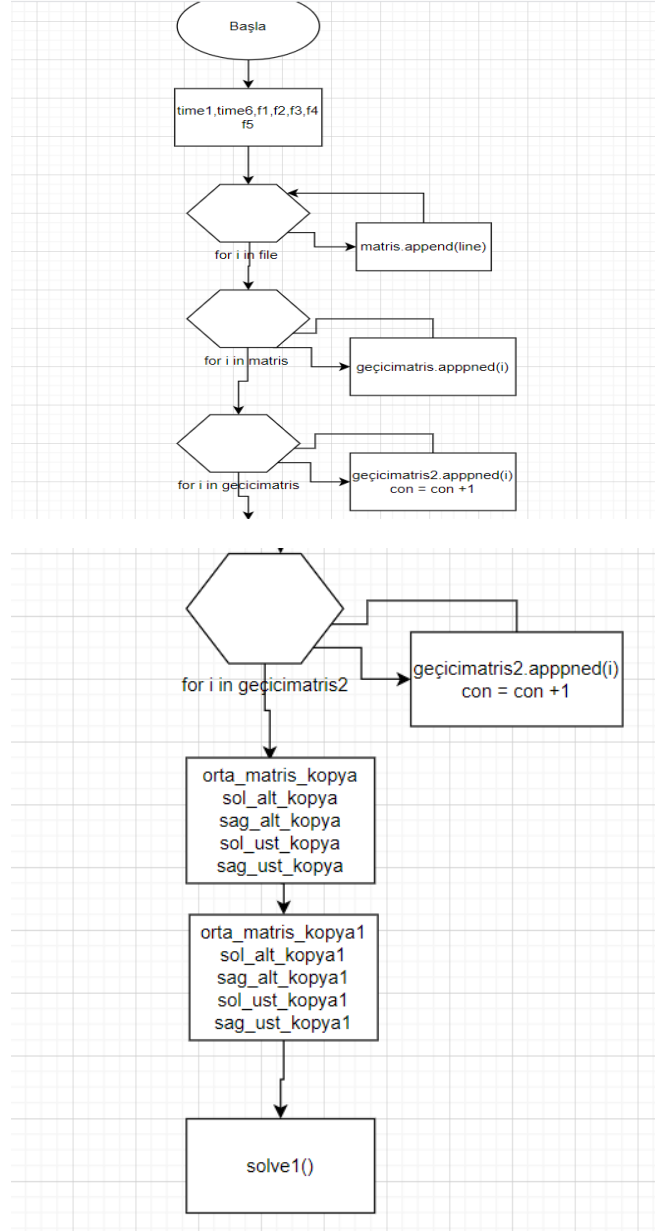 Başla
time1,time6,f1,f2,f3,f4
f5
for i in file
matris.append(line)
for i in matris
geçicimatris.apppned(i)
for i in gecicimatris
geçicimatris2.apppned(i)
con = con +1
for i in geçicimatris2
geçicimatris2.apppned(i)
con = con +1
orta_matris_kopya
sol_alt_kopya
sag_alt_kopya
sol_ust_kopya
sag_ust_kopya
orta_matris_kopya1
sol_alt_kopya1
sag_alt_kopya1
sol_ust_kopya1
sag_ust_kopya1
solve1()